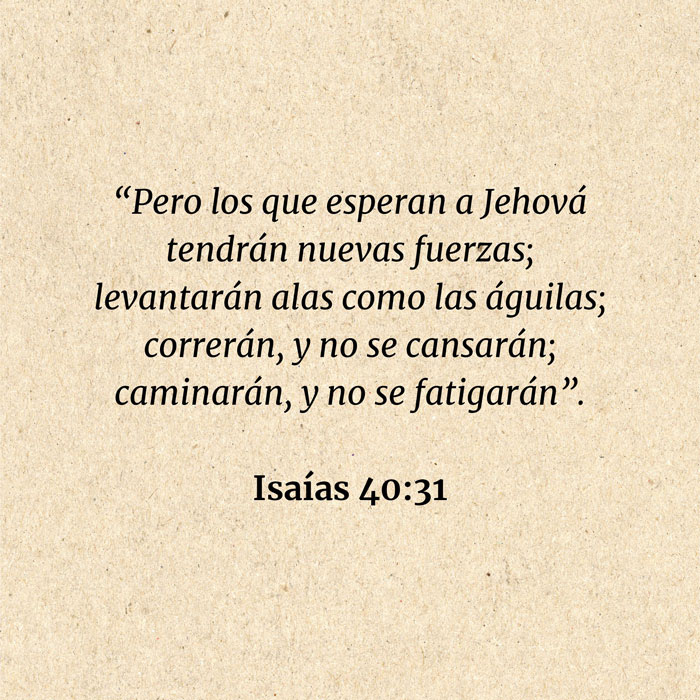 “Pero los que esperan a Jehová
tendrán nuevas fuerzas;
levantarán alas como las águilas;
correrán, y no se cansarán;
caminarán, y no se fatigarán”.
Isaías 40:31